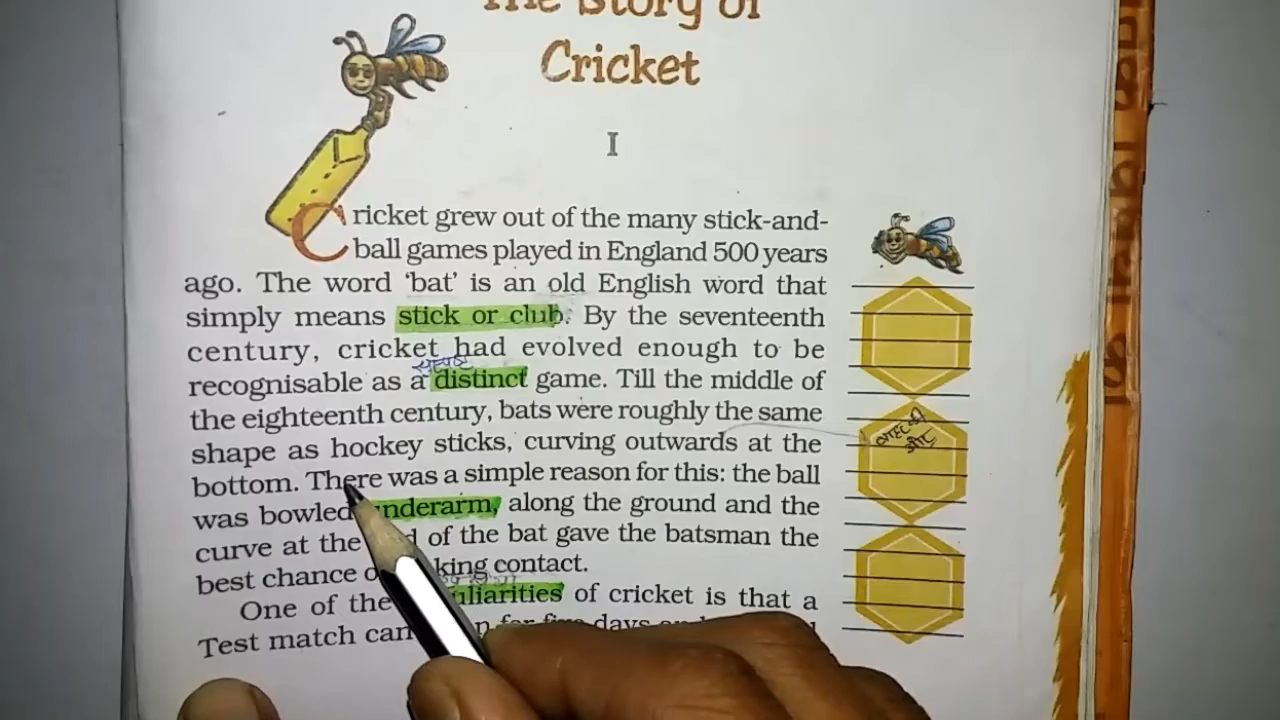 The Story of
Cricket
I
Cricket grew out of the many stick-and-
ball games played in England 500 years
ago. The word ‘bat’ is an old English word that
simply means stick or club. By the seventeenth
century, cricket had evolved enough to be
recognisable as a distinct game. Till the middle of
the eighteenth century, bats were roughly the same
shape as hockey sticks, curving outwards at the
bottom. There was a simple reason for this: the ball
was bowled underarm, along the ground and the
curve at the of the bat gave the batsman the
best chance contact.
One of the of cricket is that a
Test match can for five days